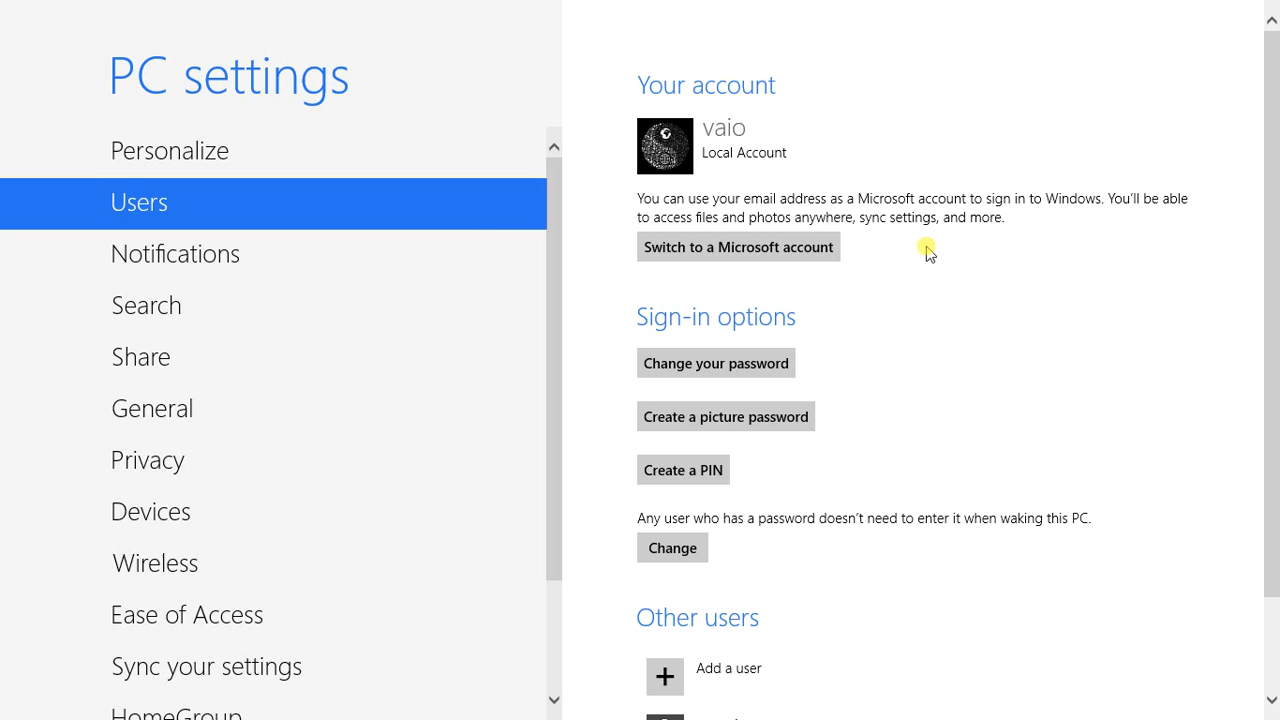 PC settings
Personalize
Users
Notifications
Search
Share
General
Privacy
Devices
Wireless
Ease of Access
Sync your settings
HomeGroup
Your account
vaio
Local Account
You can use your email address as a Microsoft account to sign in to Windows. You'll be able
to access files and photos anywhere, sync settings, and more.
Switch to a Microsoft account
Sign-in options
Change your password
Create a picture password
Create a PIN
Any user who has a password doesn't need to enter it when waking this PC.
Change
Other users
+ Add a user